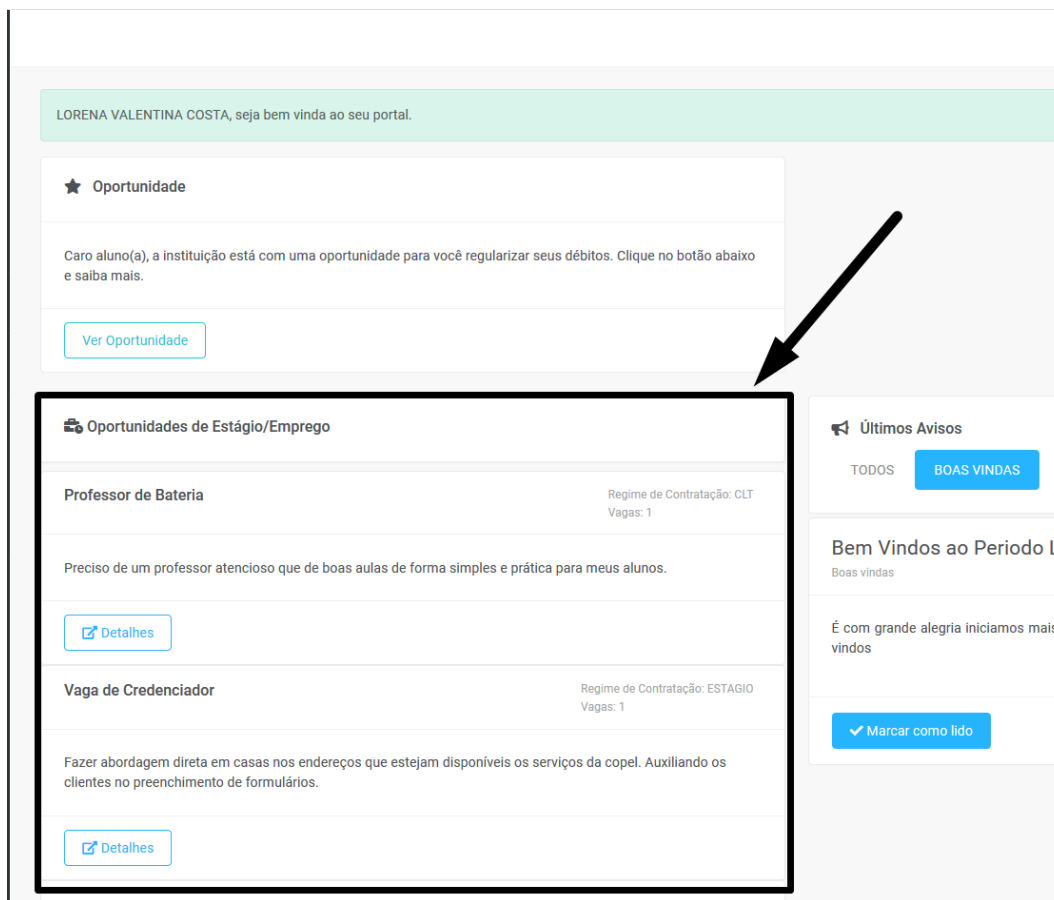 LORENA VALENTINA COSTA, seja bem vinda ao seu portal.
Oportunidade
Caro aluno(a), a instituição está com uma oportunidade para você regularizar seus débitos. Clique no botão abaixo
e saiba mais.
Ver Oportunidade
Oportunidades de Estágio/Emprego
Professor de Bateria
Regime de Contratação: CLT
Vagas: 1
Preciso de um professor atencioso que de boas aulas de forma simples e prática para meus alunos.
Detalhes
Vaga de Credenciador
Regime de Contratação: ESTAGIO
Vagas: 1
Fazer abordagem direta em casas nos endereços que estejam disponíveis os serviços da copel. Auxiliando os
clientes no preenchimento de formulários.
Detalhes
Últimos Avisos
TODOS
BOAS VINDAS
Bem Vindos ao Periodo
Boas vindas
É com grande alegria iniciamos mais
vindos
Marcar como lido